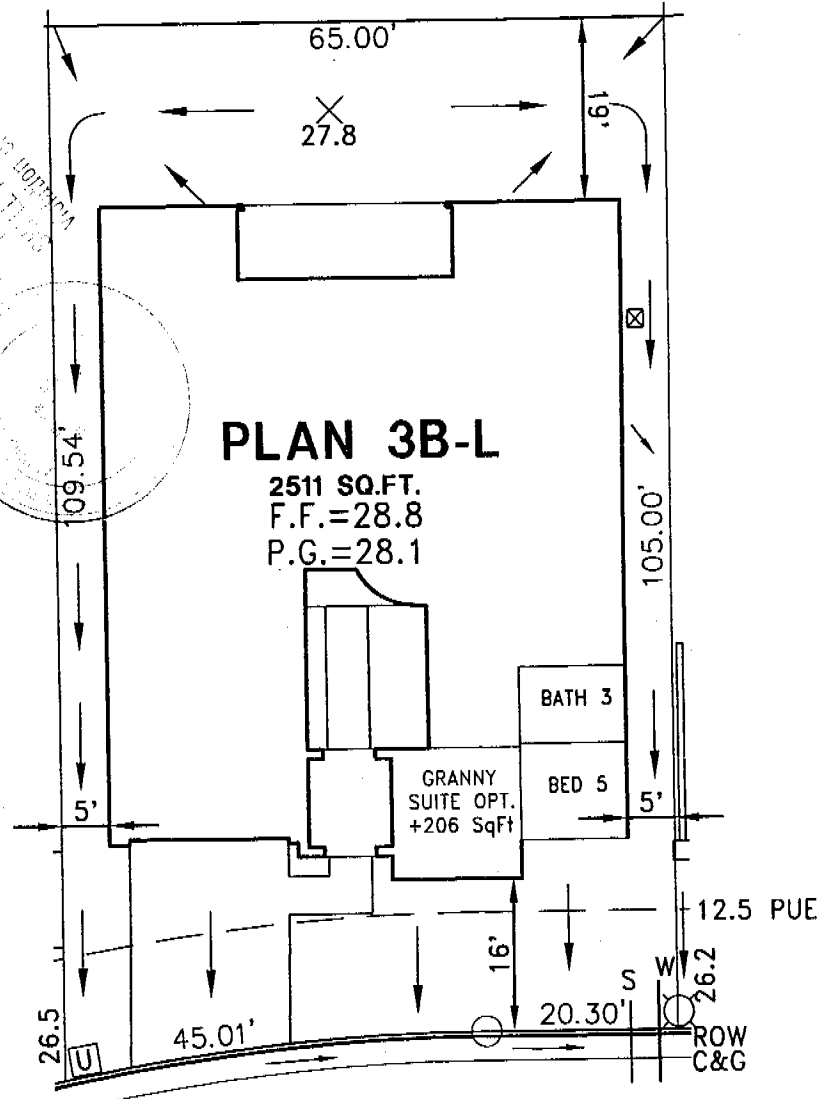 65.00'
19'
27.8
109.54'
PLAN 3B-L
2511 SQ.FT.
F.F.=28.8
P.G.=28.1
105.00'
BATH 3
GRANNY
SUITE OPT.
+206 SqFt
BED 5
5'
5'
12.5 PUE
16'
S
W
26.2
26.5
U
45.01'
20.30'
ROW
C&G